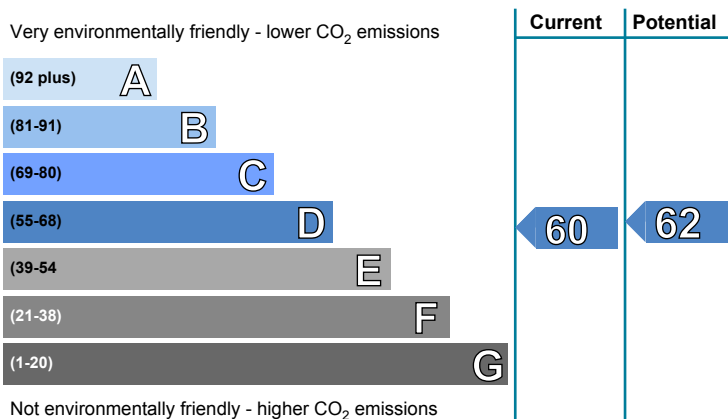 Current Potential
Very environmentally friendly - lower CO2 emissions
(92 plus) A
(81-91) B
(69-80) C
(55-68) D
60 62
(39-54 E
(21-38) F
(1-20) G
Not environmentally friendly - higher CO2 emissions